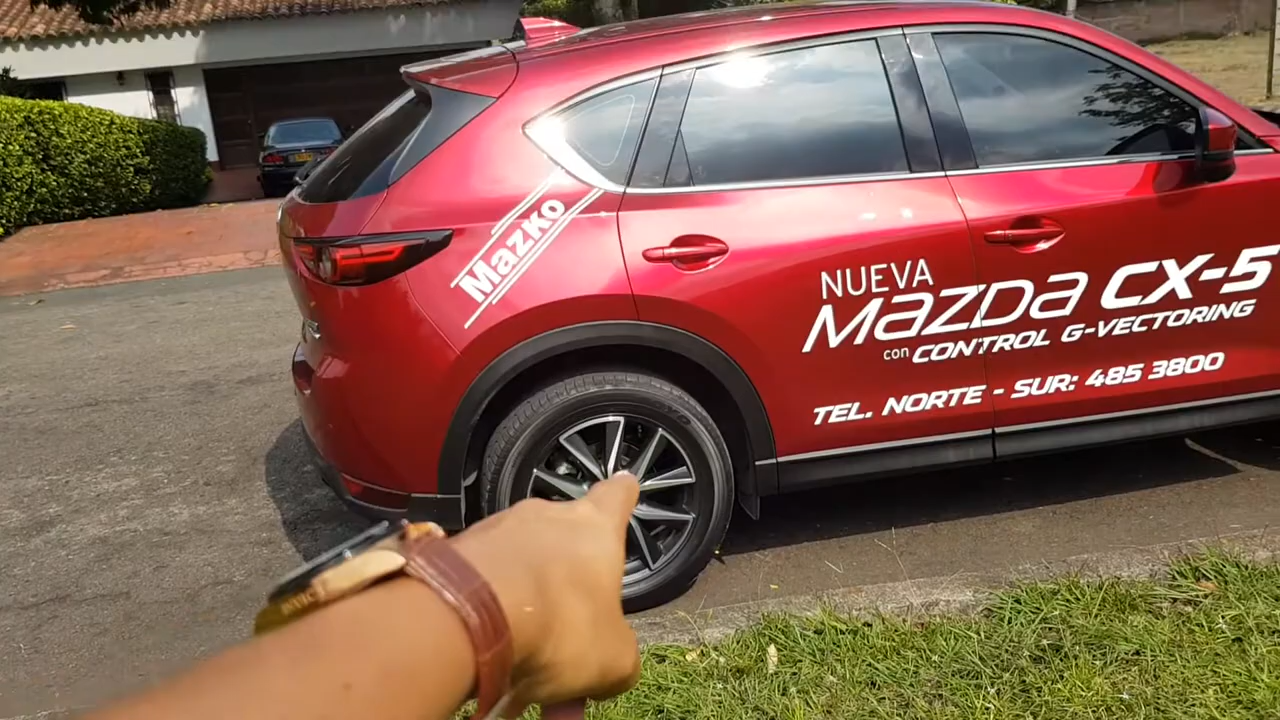 Mazko
NUEVA
mazda CX-5
con CONTROL G-VECTORING
TEL. NORTE - SUR: 485 3800